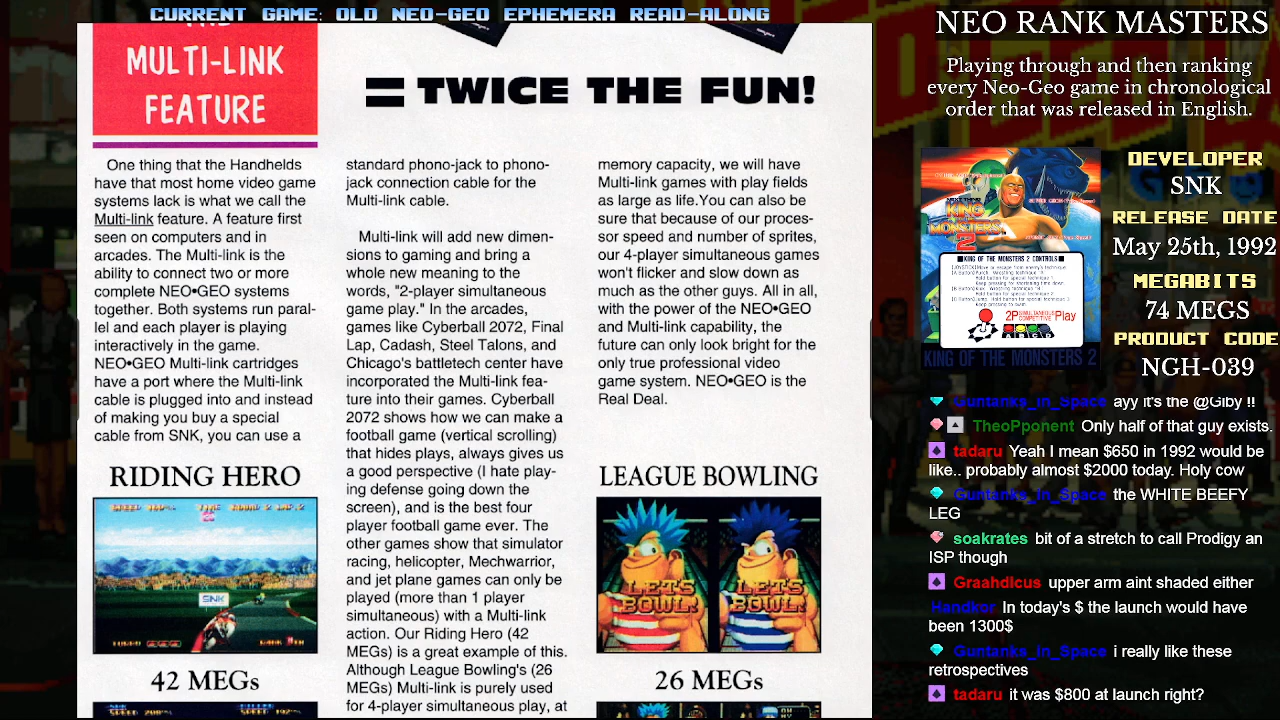 CURRENT GAME: OLD NEO-GEO EPHEMERA READ-ALONG
MULTI-LINK
FEATURE
= TWICE THE FUN!
One thing that the Handhelds
have that most home video game
systems lack is what we call the
Multi-link feature. A feature first
seen on computers and in
arcades. The Multi-link is the
ability to connect two or more
complete NEO•GEO systems
together. Both systems run paral-
lel and each player is playing
interactively in the game.
NEO•GEO Multi-link cartridges
have a port where the Multi-link
cable is plugged into and instead
of making you buy a special
cable from SNK, you can use a
standard phono-jack to phono-
jack connection cable for the
Multi-link cable.
Multi-link will add new dimen-
sions to gaming and bring a
whole new meaning to the
words, "2-player simultaneous
game play." In the arcades,
games like Cyberball 2072, Final
Lap, Cadash, Steel Talons, and
Chicago's battletech center have
incorporated the Multi-link fea-
ture into their games. Cyberball
2072 shows how we can make a
football game (vertical scrolling)
that hides plays, always gives us
a good perspective (I hate play-
ing defense going down the
screen), and is the best four
player football game ever. The
other games show that simulator
racing, helicopter, Mechwarrior,
and jet plane games can only be
played (more than 1 player
simultaneous) with a Multi-link
action. Our Riding Hero (42
MEGs) is a great example of this.
Although League Bowling's (26
MEGs) Multi-link is purely used
for 4-player simultaneous play, at
memory capacity, we will have
Multi-link games with play fields
as large as life.You can also be
sure that because of our proces-
sor speed and number of sprites,
our 4-player simultaneous games
won't flicker and slow down as
much as the other guys. All in all,
with the power of the NEO•GEO
and Multi-link capability, the
future can only look bright for the
only true professional video
game system. NEO•GEO is the
Real Deal.
RIDING HERO
SNK
42 MEGs
LEAGUE BOWLING
LET'S
BOWL!
LET'S
BOWL!
26 MEGs
NEO RANK MASTERS
Playing through and then ranking
every Neo-Geo game in chronological
order that was released in English.
KING OF THE
MONSTERS
2
KING OF THE MONSTERS 2 CONTROLS
2P SIMULTANEOUS COMPETITIVE Play
A B C D
KING OF THE MONSTERS 2
DEVELOPER
SNK
RELEASE DATE
May 25th, 1992
MEGABITS
74 MEGS
PRODUCT CODE
NGH-039
Guntanks_In_Space ayy it's the @Giby !!
TheoPponent Only half of that guy exists.
tadaru Yeah I mean $650 in 1992 would be
like.. probably almost $2000 today. Holy cow
Guntanks_In_Space the WHITE BEEFY
LEG
soakrates bit of a stretch to call Prodigy an
ISP though
Graahdlcus upper arm aint shaded either
Handkor In today's $ the launch would have
been 1300$
Guntanks_In_Space i really like these
retrospectives
tadaru it was $800 at launch right?